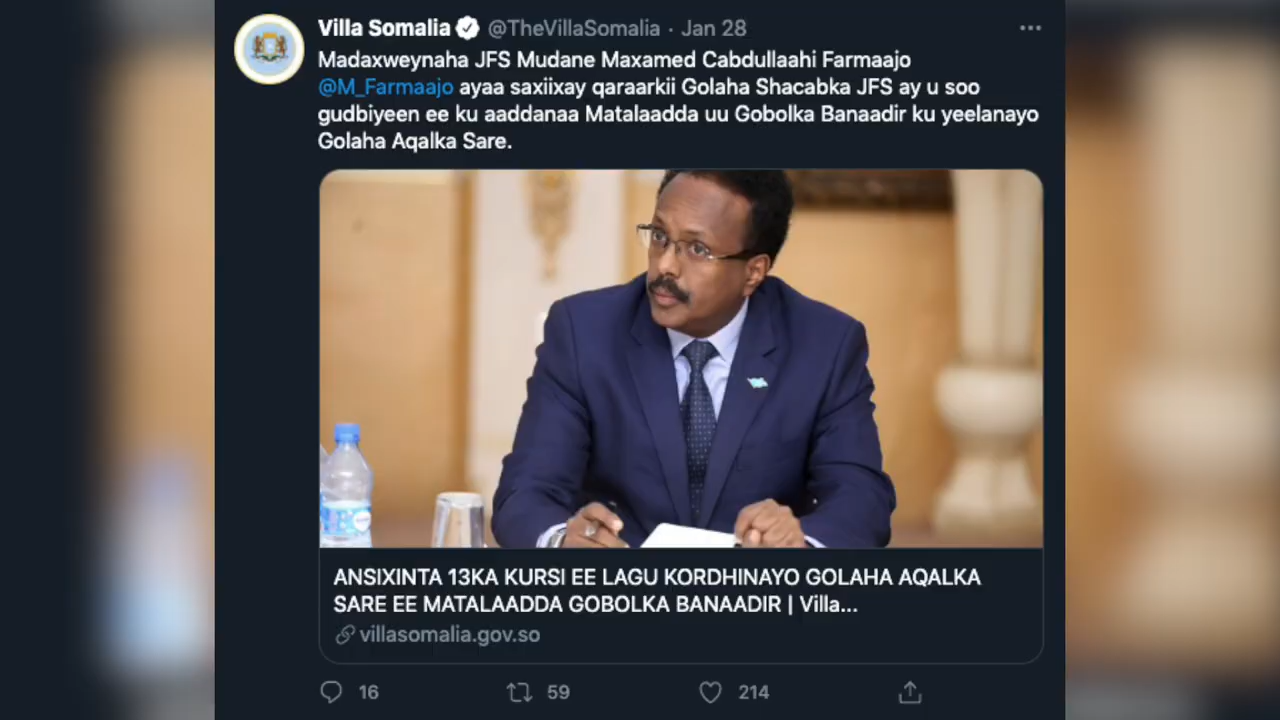 Villa Somalia @TheVillaSomalia · Jan 28
Madaxweynaha JFS Mudane Maxamed Cabdullaahi Farmaajo
@M_Farmaajo ayaa saxiixay qaraarkii Golaha Shacabka JFS ay u soo
gudbiyeen ee ku aaddanaa Matalaadda uu Gobolka Banaadir ku yeelanayo
Golaha Aqalka Sare.
ANSIXINTA 13KA KURSI EE LAGU KORDHINAYO GOLAHA AQALKA
SARE EE MATALAADDA GOBOLKA BANAADIR | Villa...
villasomalia.gov.so
16 59 214